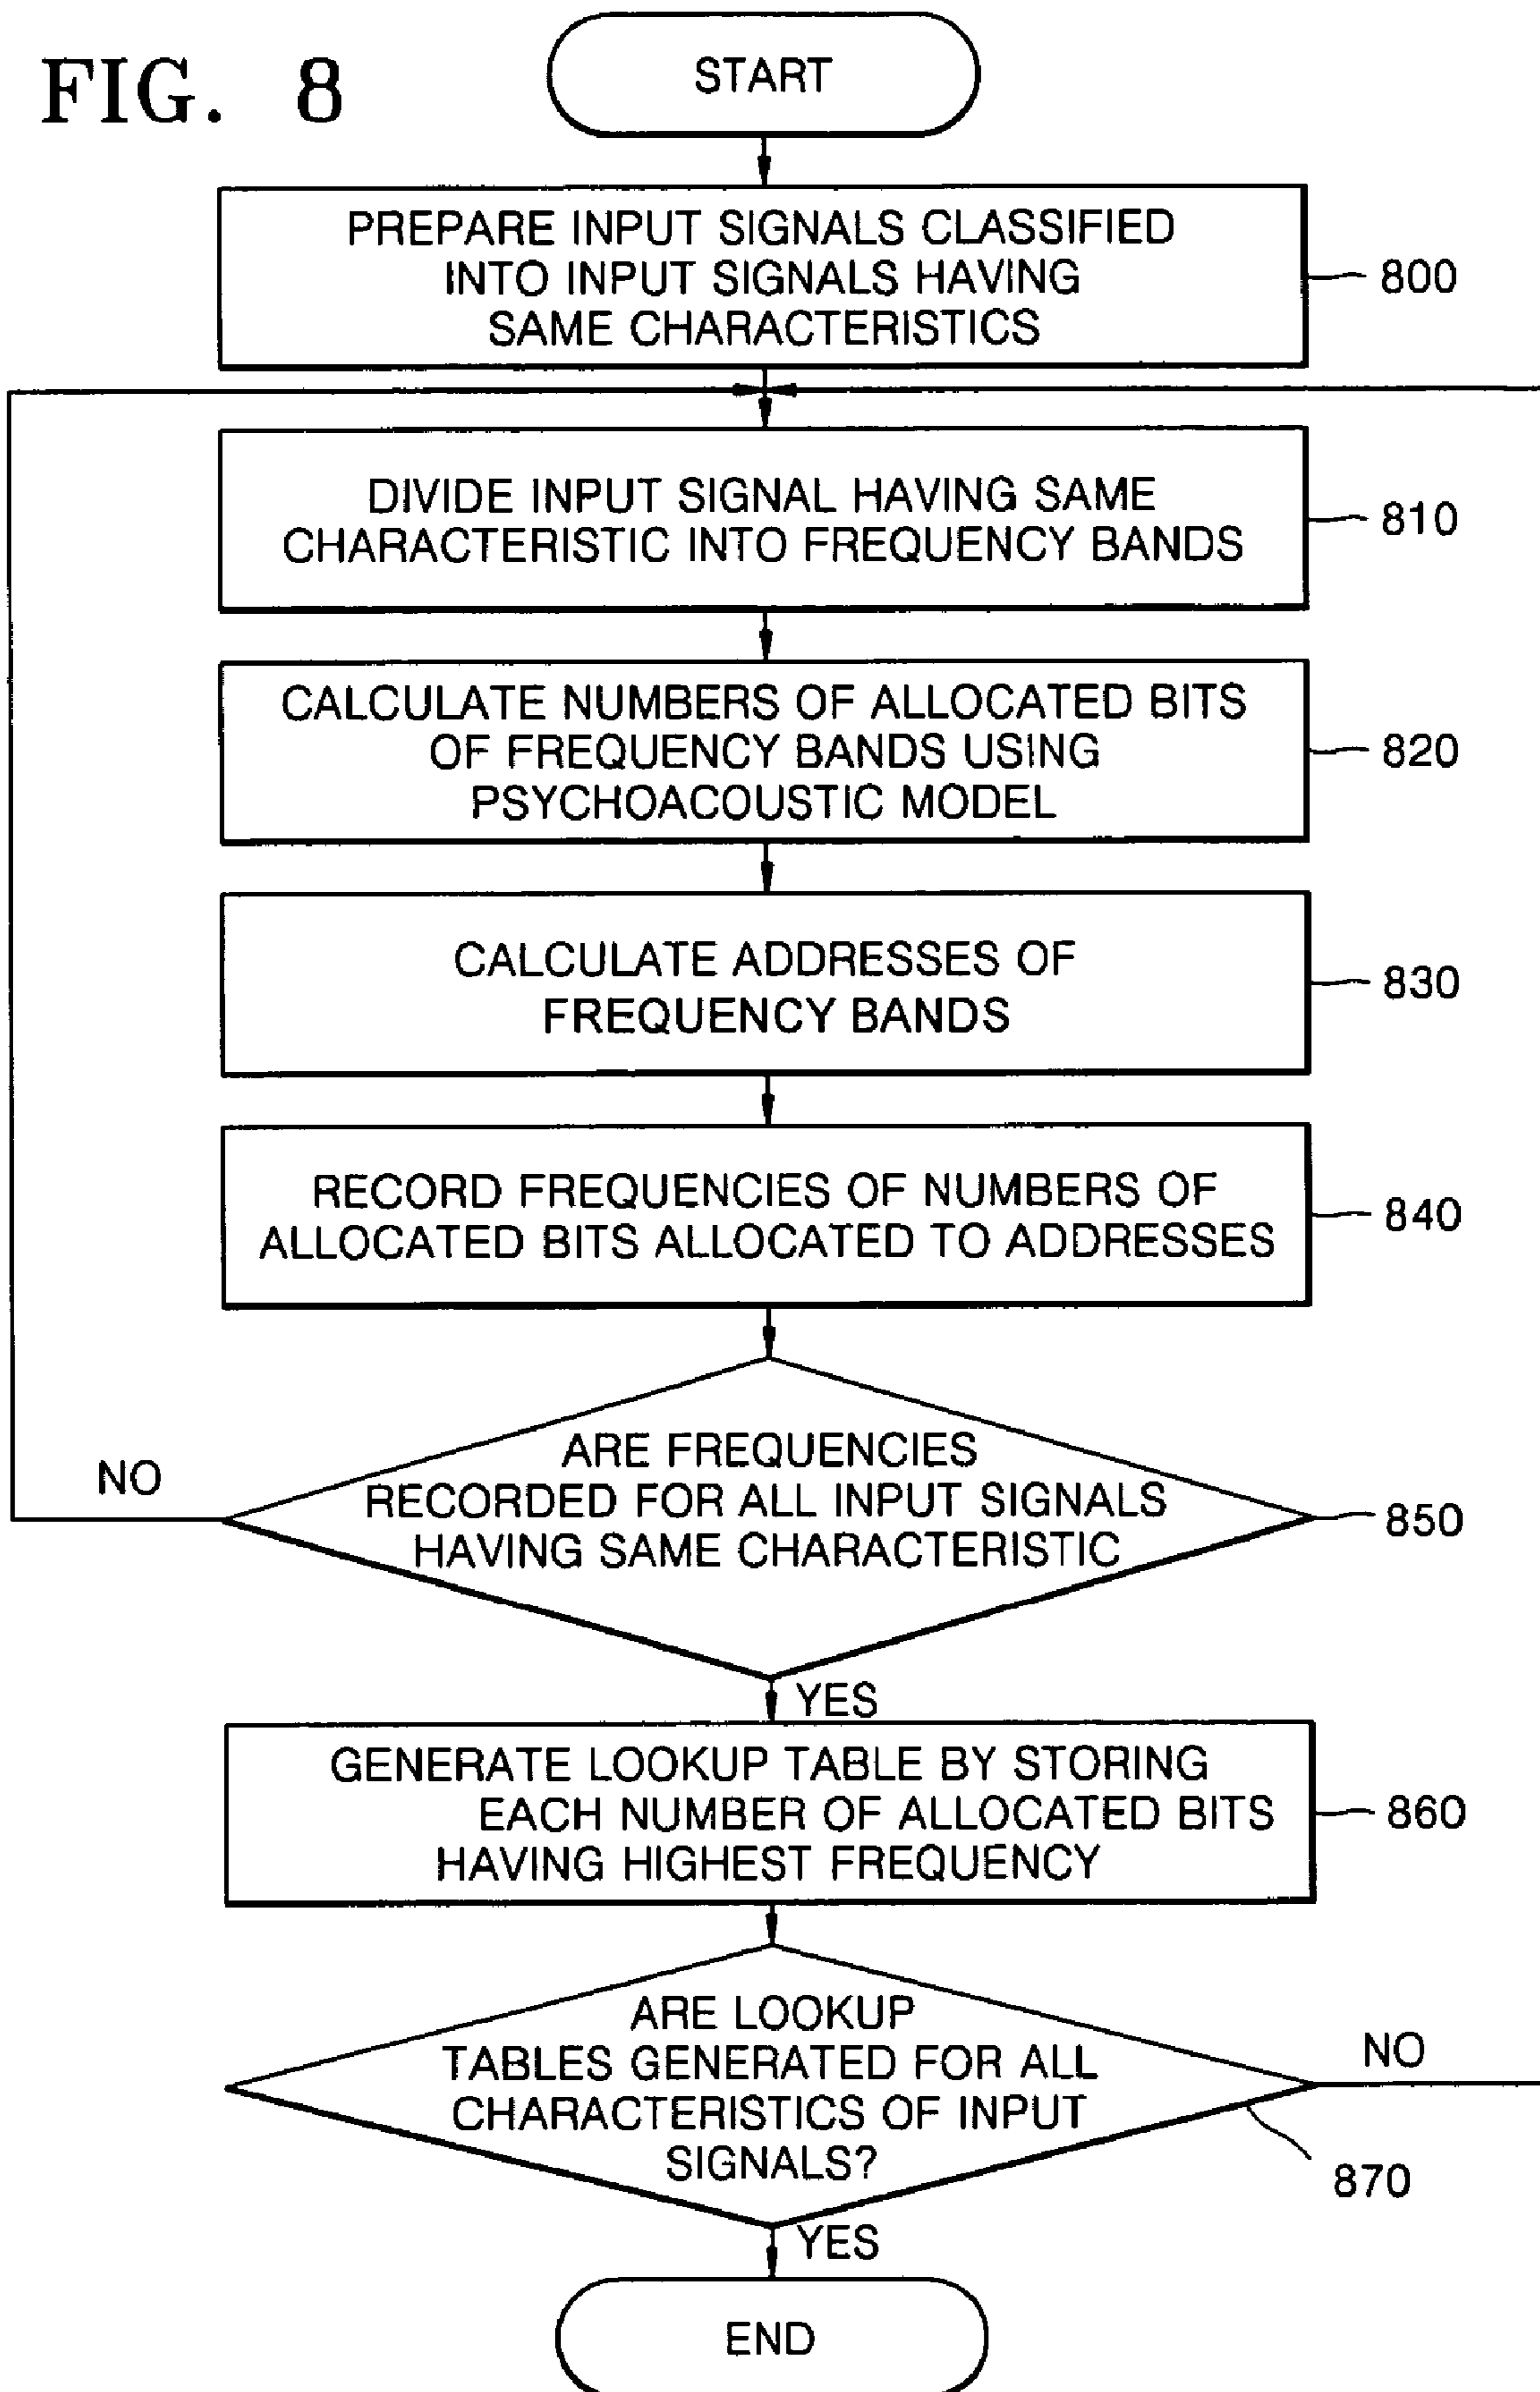 FIG. 8
START
PREPARE INPUT SIGNALS CLASSIFIED
INTO INPUT SIGNALS HAVING
SAME CHARACTERISTICS
800
DIVIDE INPUT SIGNAL HAVING SAME
CHARACTERISTIC INTO FREQUENCY BANDS
810
CALCULATE NUMBERS OF ALLOCATED BITS
OF FREQUENCY BANDS USING
PSYCHOACOUSTIC MODEL
820
CALCULATE ADDRESSES OF
FREQUENCY BANDS
830
RECORD FREQUENCIES OF NUMBERS OF
ALLOCATED BITS ALLOCATED TO ADDRESSES
840
ARE FREQUENCIES
RECORDED FOR ALL INPUT SIGNALS
HAVING SAME CHARACTERISTIC
850
NO
YES
GENERATE LOOKUP TABLE BY STORING
EACH NUMBER OF ALLOCATED BITS
HAVING HIGHEST FREQUENCY
860
ARE LOOKUP
TABLES GENERATED FOR ALL
CHARACTERISTICS OF INPUT
SIGNALS?
NO
870
YES
END